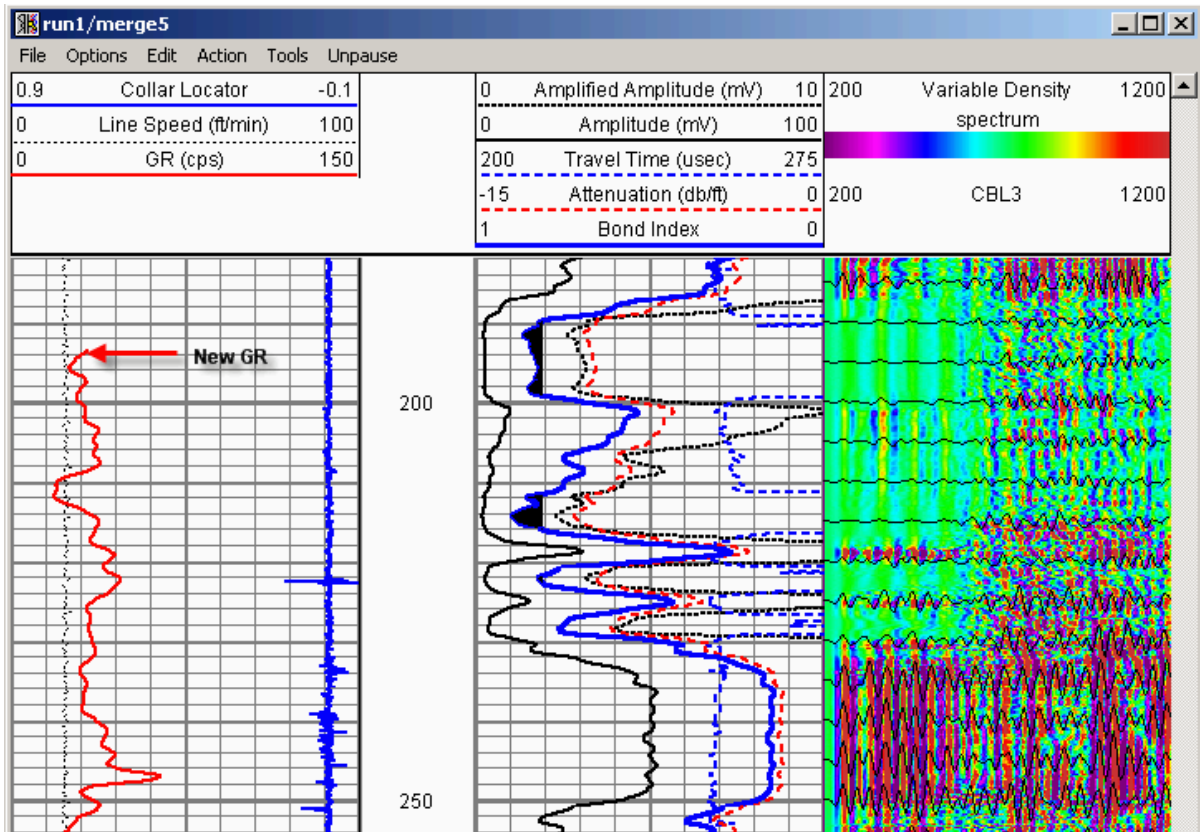 run1/merge5
File Options Edit Action Tools Unpause
0.9 Collar Locator -0.1
0 Line Speed (ft/min) 100
0 GR (cps) 150
0 Amplified Amplitude (mV) 10
0 Amplitude (mV) 100
200 Travel Time (usec) 275
-15 Attenuation (db/ft) 0
1 Bond Index 0
200 Variable Density 1200
spectrum
200 CBL3 1200
New GR
200
250